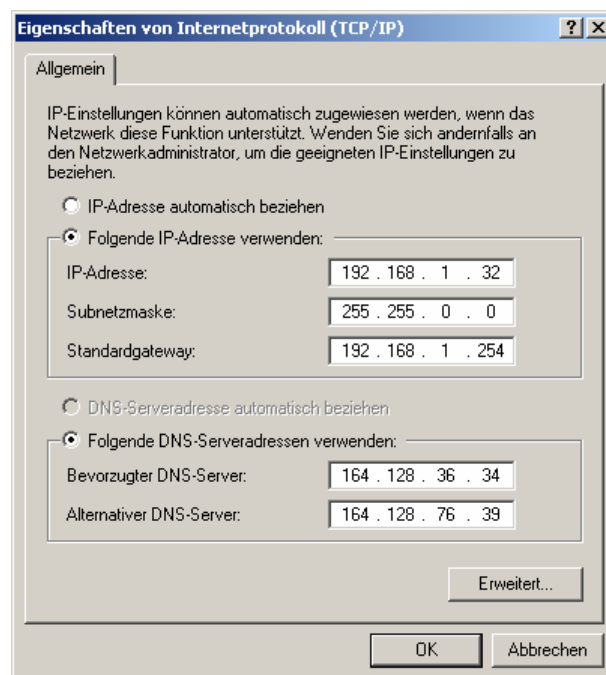 Eigenschaften von Internetprotokoll (TCP/IP)
Allgemein
IP-Einstellungen können automatisch zugewiesen werden, wenn das
Netzwerk diese Funktion unterstützt. Wenden Sie sich andernfalls an
den Netzwerkadministrator, um die geeigneten IP-Einstellungen zu
beziehen.
IP-Adresse automatisch beziehen
Folgende IP-Adresse verwenden:
IP-Adresse: 192 . 168 . 1 . 32
Subnetzmaske: 255 . 255 . 0 . 0
Standardgateway: 192 . 168 . 1 . 254
DNS-Serveradresse automatisch beziehen
Folgende DNS-Serveradressen verwenden:
Bevorzugter DNS-Server: 164 . 128 . 36 . 34
Alternativer DNS-Server: 164 . 128 . 76 . 39
Erweitert...
OK Abbrechen